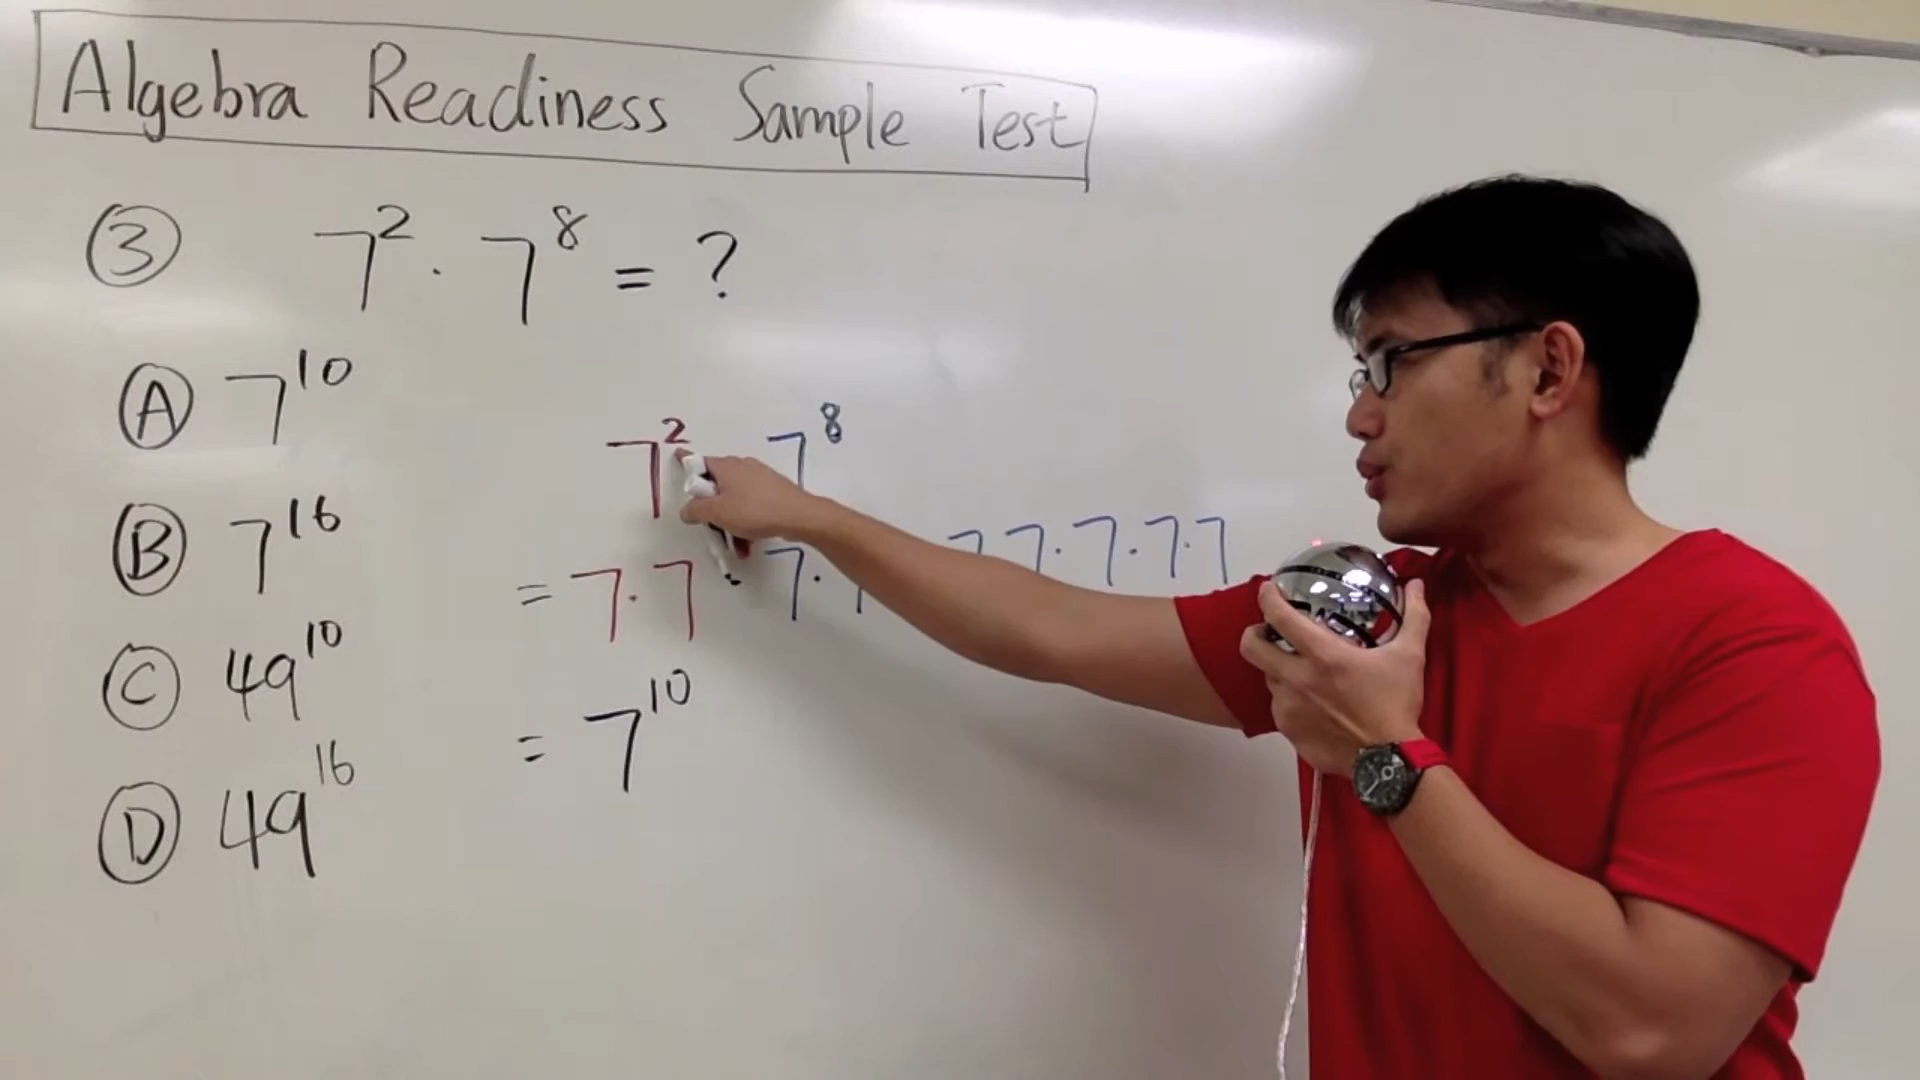 Algebra Readiness Sample Test
③ 7² · 7⁸ = ?
Ⓐ 7¹⁰
Ⓑ 7¹⁶
Ⓒ 49¹⁰
Ⓓ 49¹⁶
7² 7⁸
= 7·7 · 7·7 7 7·7·7·7
= 7¹⁰